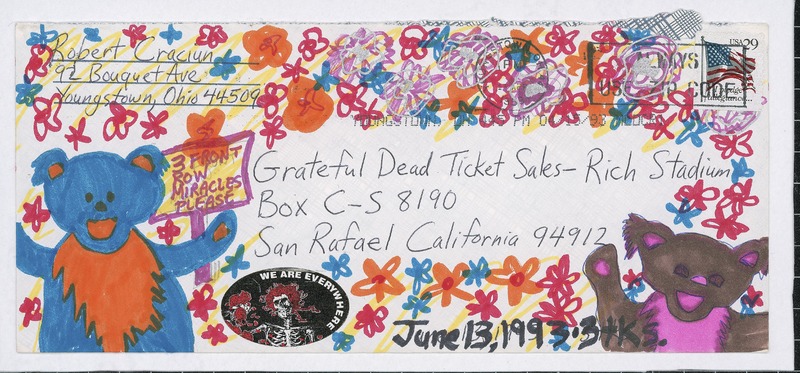 Robert Craciun
92 Bouquet Ave
Youngstown, Ohio 44509
USA 29
3 FRONT
ROW
MIRACLES
PLEASE
Grateful Dead Ticket Sales - Rich Stadium
Box C-S 8190
San Rafael California 94912
WE ARE EVERYWHERE
June 13, 1993 · 3 tKs.